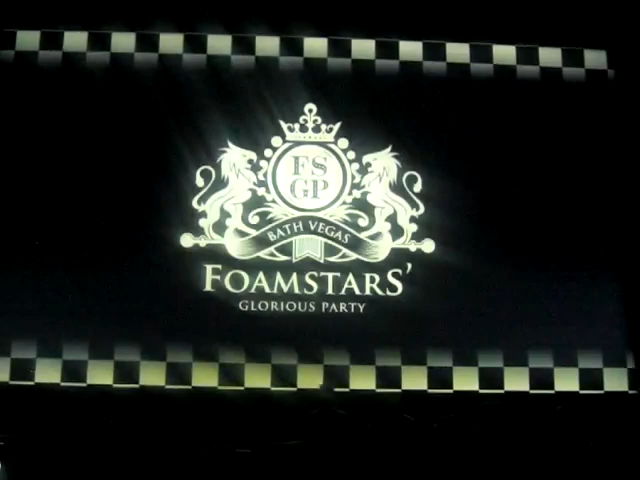 FS
GP
BATH VEGAS
FOAMSTARS'
GLORIOUS PARTY